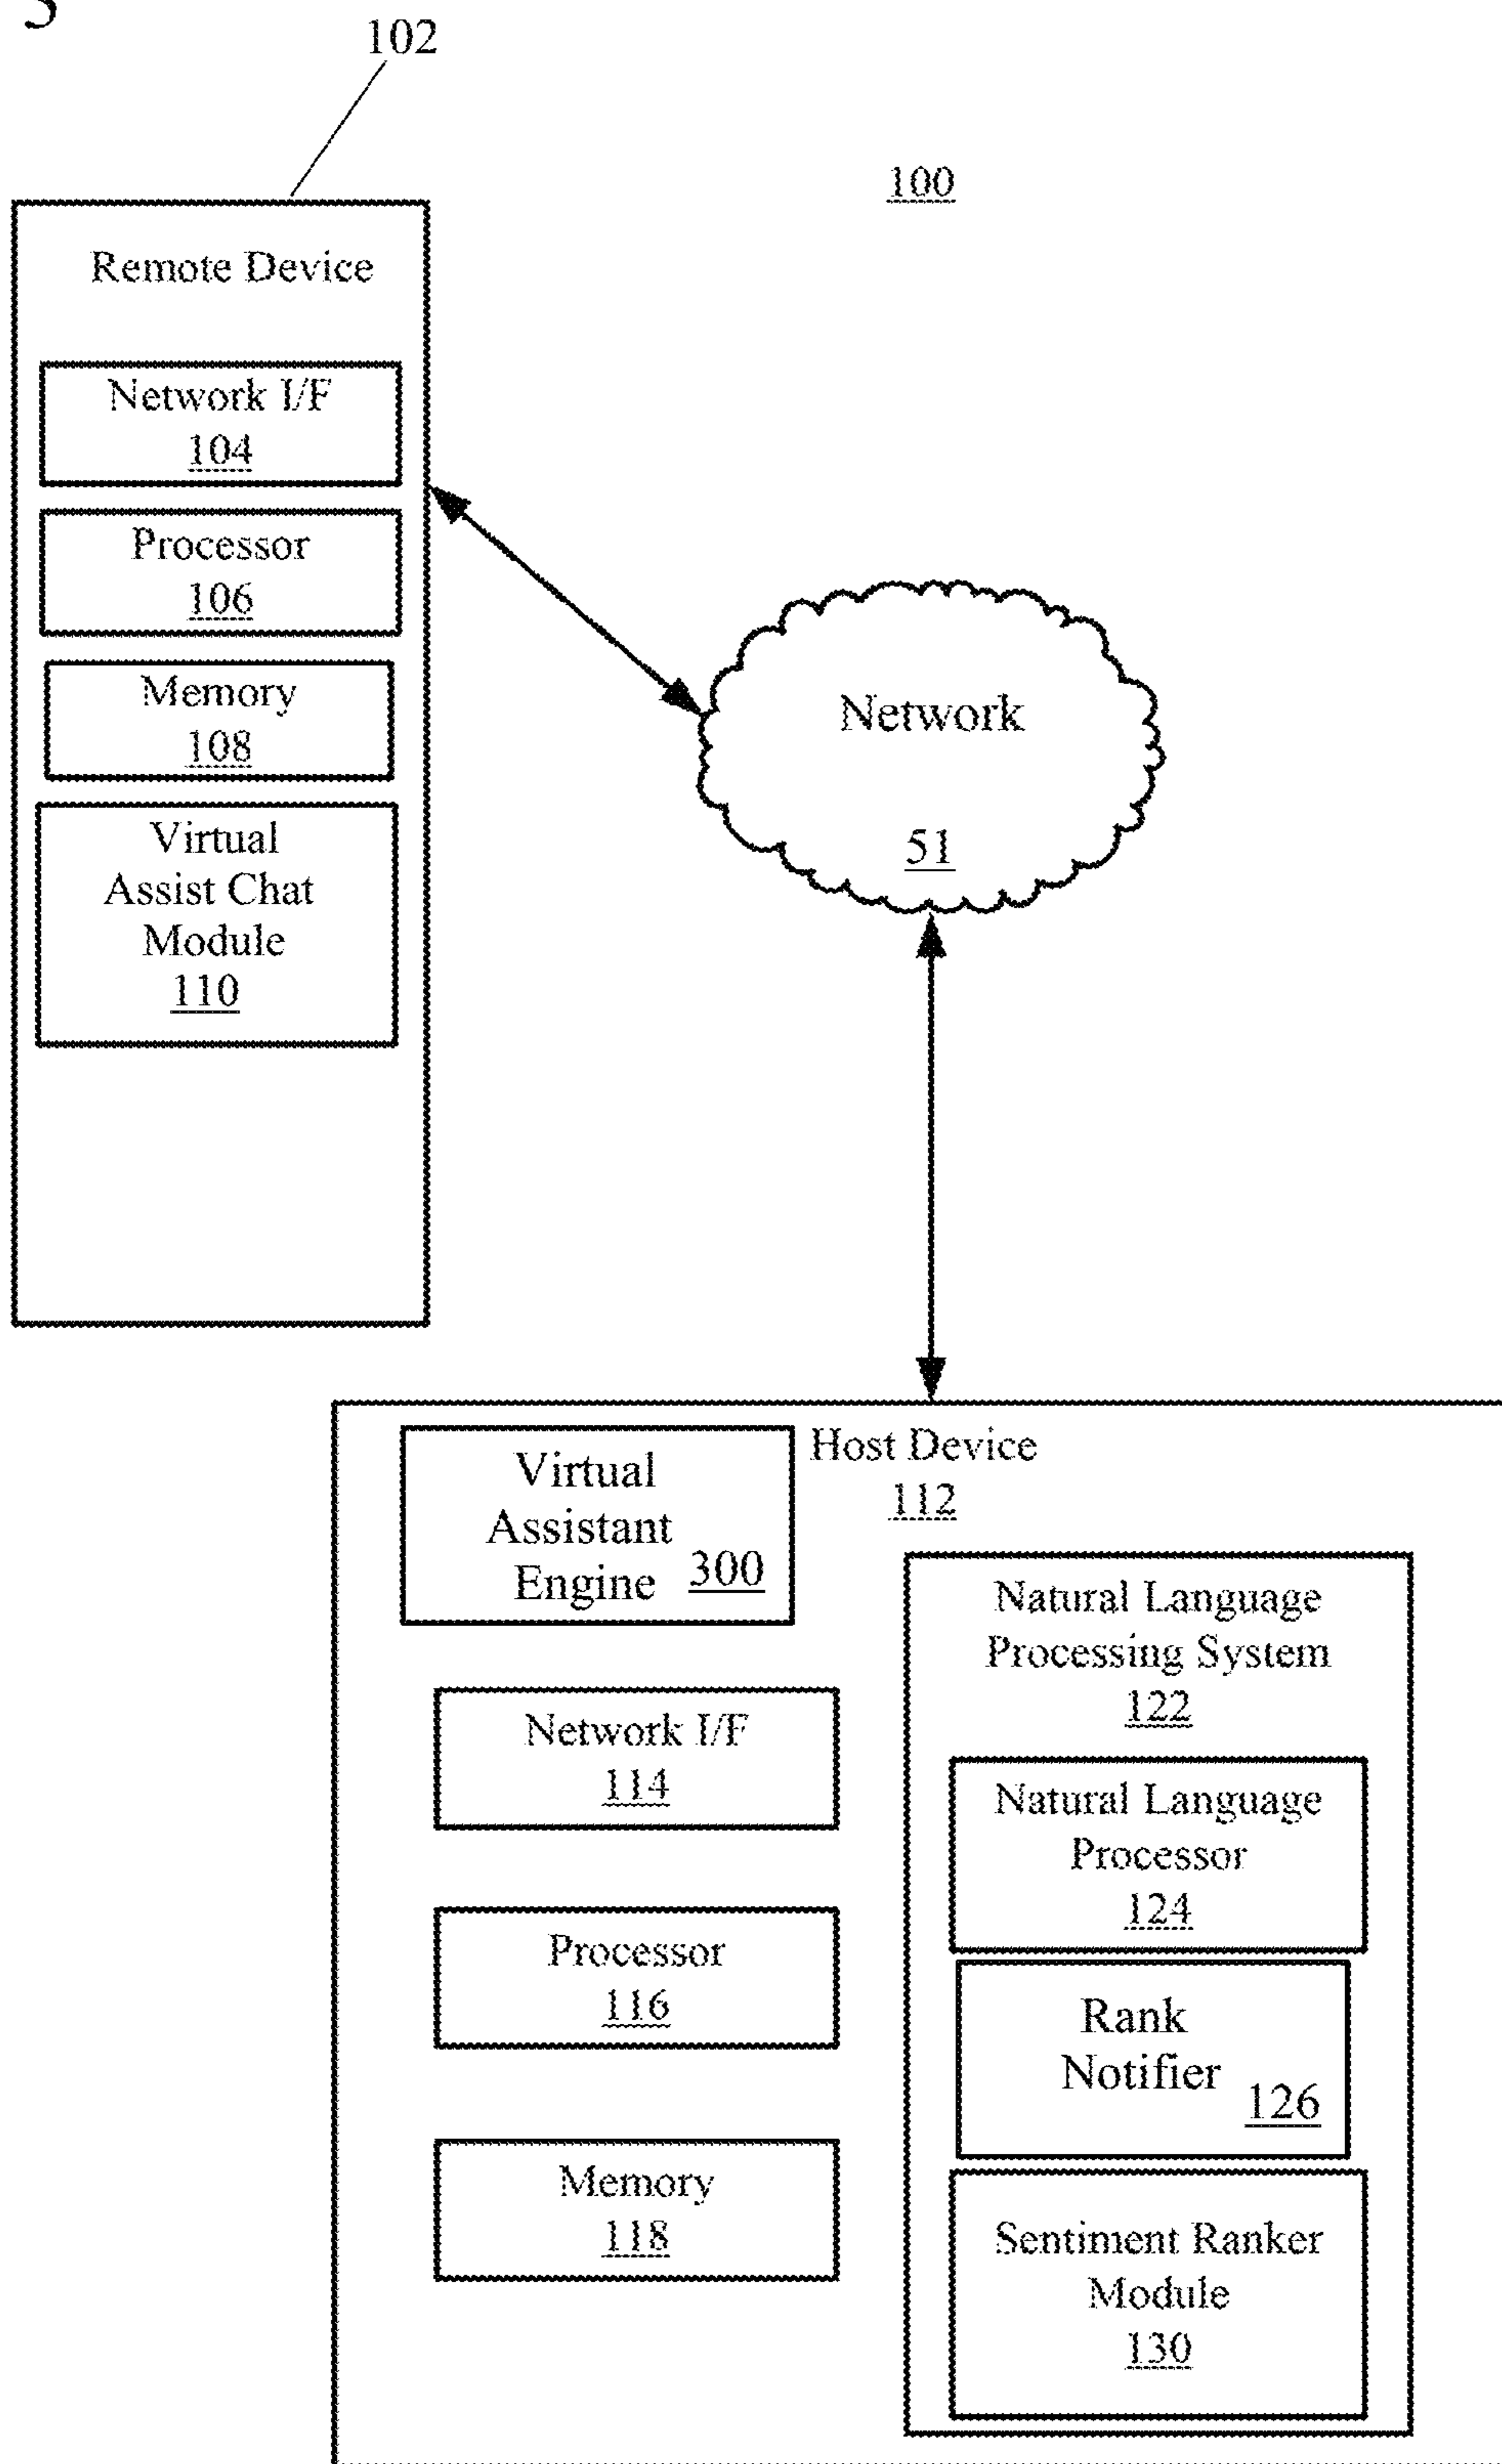 102
100
Remote Device
Network I/F
104
Processor
106
Memory
108
Virtual
Assist Chat
Module
110
Network
51
Host Device
112
Virtual
Assistant
Engine 300
Network I/F
114
Processor
116
Memory
118
Natural Language
Processing System
122
Natural Language
Processor
124
Rank
Notifier
126
Sentiment Ranker
Module
130